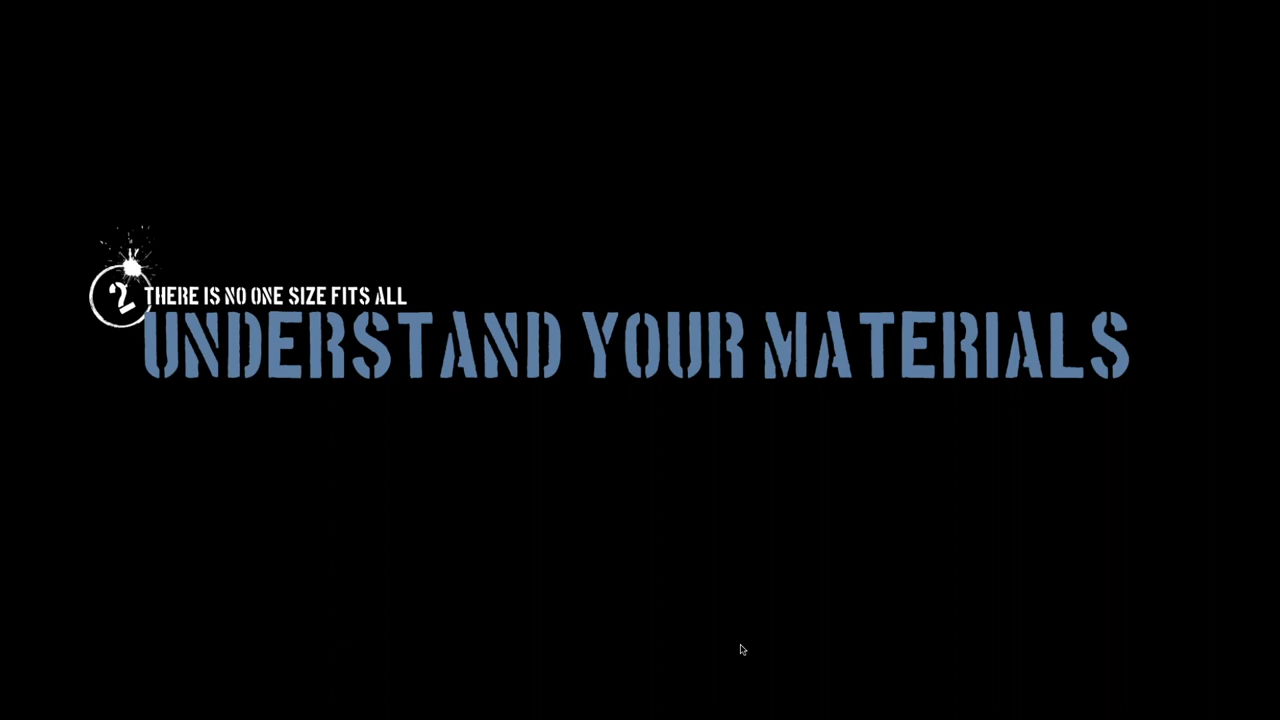 2
THERE IS NO ONE SIZE FITS ALL
UNDERSTAND YOUR MATERIALS